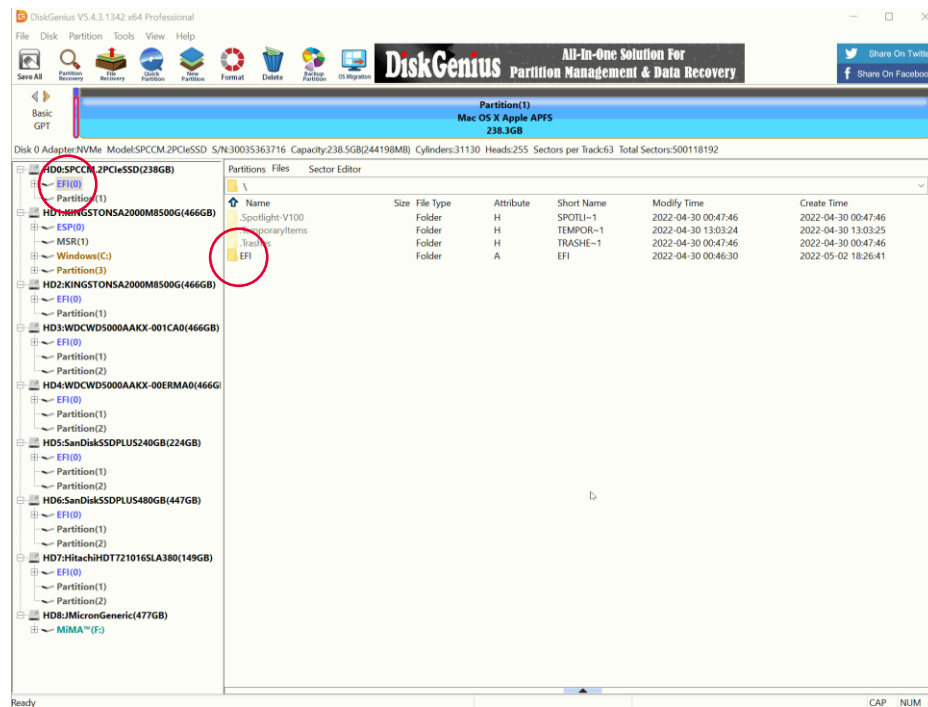 DiskGenius V5.4.3.1342 x64 Professional
File Disk Partition Tools View Help
Save All Partition Recovery File Recovery Quick Partition New Partition Format Delete Backup Partition OS Migration
DiskGenius All-In-One Solution For Partition Management & Data Recovery
Share On Twitte
Share On Faceboo
Basic
GPT
Partition(1)
Mac OS X Apple APFS
238.3GB
Disk 0 Adapter:NVMe Model:SPCCM.2PCIeSSD S/N:30035363716 Capacity:238.5GB(244198MB) Cylinders:31130 Heads:255 Sectors per Track:63 Total Sectors:500118192
HD0:SPCCM.2PCIeSSD(238GB)
EFI(0)
Partition(1)
HD1:KINGSTONSA2000M8500G(466GB)
ESP(0)
MSR(1)
Windows(C:)
Partition(3)
HD2:KINGSTONSA2000M8500G(466GB)
EFI(0)
Partition(1)
HD3:WDCWD5000AAKX-001CA0(466GB)
EFI(0)
Partition(1)
Partition(2)
HD4:WDCWD5000AAKX-00ERMA0(466G
EFI(0)
Partition(1)
Partition(2)
HD5:SanDiskSSDPLUS240GB(224GB)
EFI(0)
Partition(1)
Partition(2)
HD6:SanDiskSSDPLUS480GB(447GB)
EFI(0)
Partition(1)
Partition(2)
HD7:HitachiHDT721016SLA380(149GB)
EFI(0)
Partition(1)
Partition(2)
HD8:JMicronGeneric(477GB)
MiMA™(F:)
Partitions Files Sector Editor
\
Name Size File Type Attribute Short Name Modify Time Create Time
.Spotlight-V100 Folder H SPOTLI~1 2022-04-30 00:47:46 2022-04-30 00:47:46
.TemporaryItems Folder H TEMPOR~1 2022-04-30 13:03:24 2022-04-30 13:03:25
.Trashes Folder H TRASHE~1 2022-04-30 00:47:46 2022-04-30 00:47:46
EFI Folder A EFI 2022-04-30 00:46:30 2022-05-02 18:26:41
Ready CAP NUM